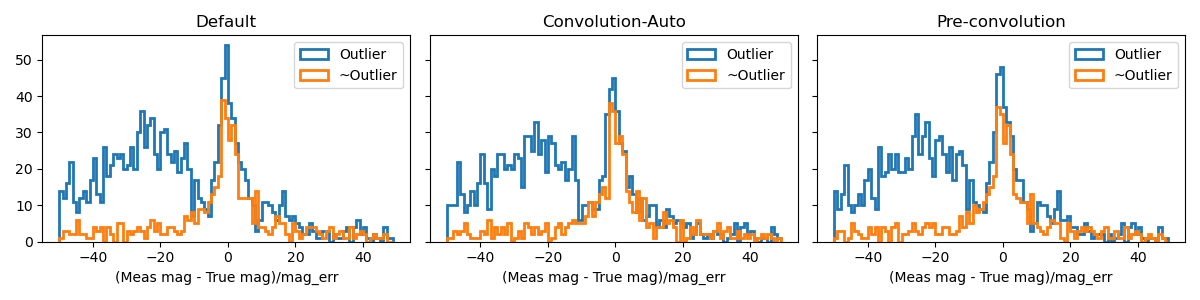 Default
Convolution-Auto
Pre-convolution
Outlier
~Outlier
Outlier
~Outlier
Outlier
~Outlier
50
40
30
20
10
0
−40 −20 0 20 40
−40 −20 0 20 40
−40 −20 0 20 40
(Meas mag - True mag)/mag_err
(Meas mag - True mag)/mag_err
(Meas mag - True mag)/mag_err